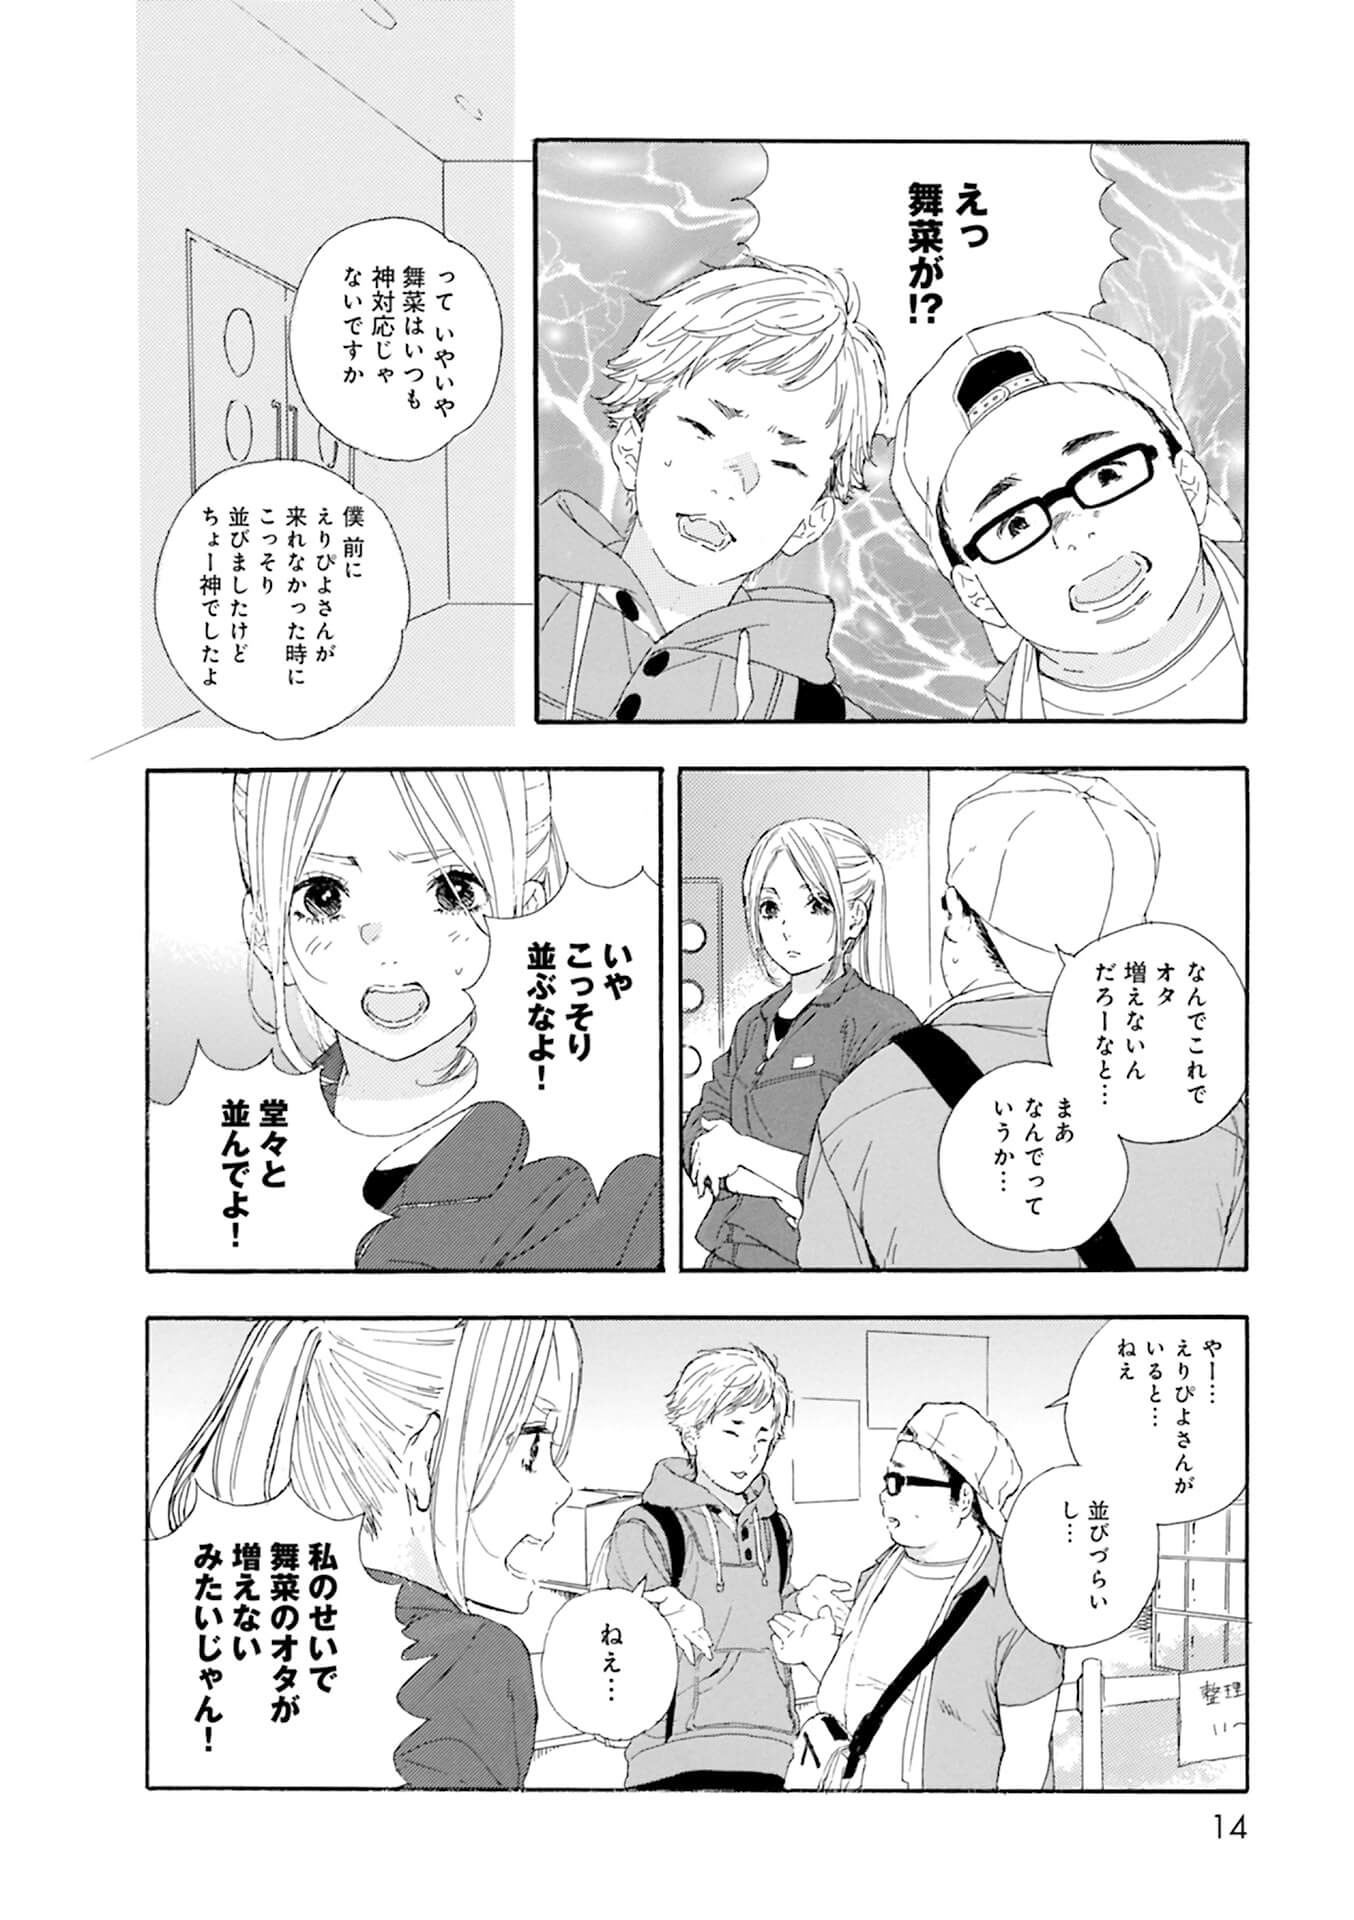 えっ
舞菜が!?
って いやいや
舞菜はいつも
神対応じゃ
ないですか
僕 前に
えりぴよさんが
来れなかった時に
こっそり
並びましたけど
ちょー神でしたよ
なんでこれで
オタ
増えないん
だろーなと…
まあ
なんでって
いうか…
いや
こっそり
並ぶなよ!
堂々と
並んでよ!
やー…
えりぴよさんが
いると…
ねえ
並びづらい
し…
ねえ…
私のせいで
舞菜のオタが
増えない
みたいじゃん!
整理
14